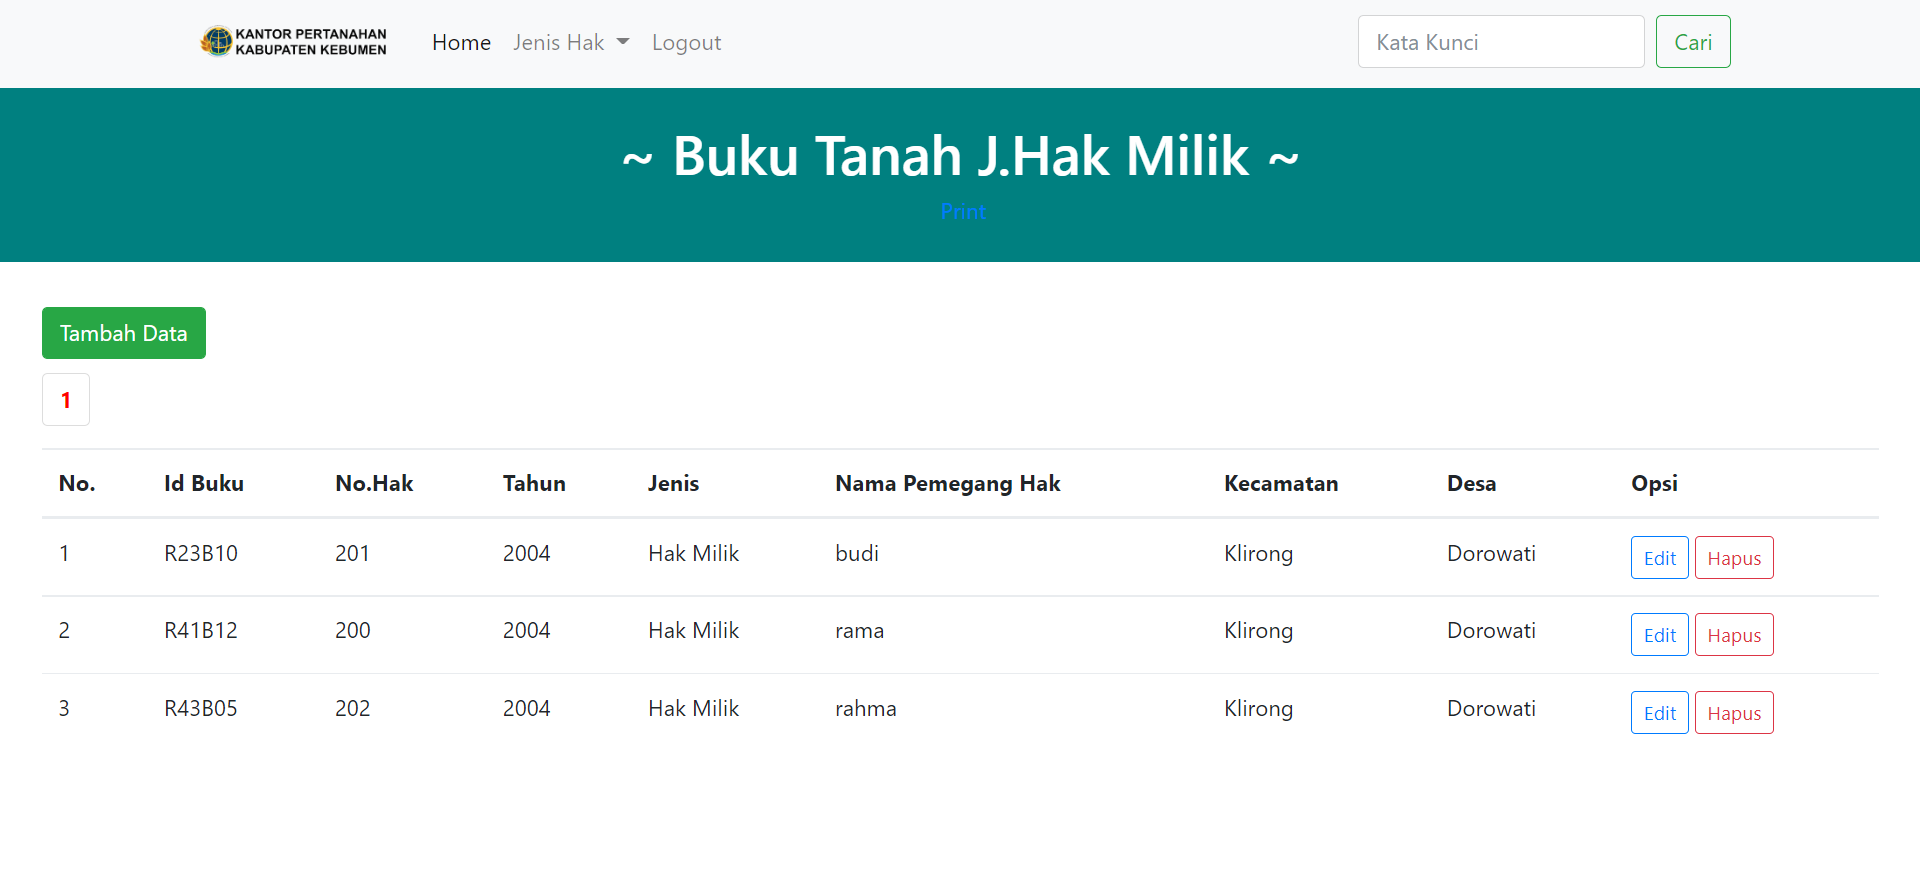 KANTOR PERTANAHAN
KABUPATEN KEBUMEN
Home Jenis Hak Logout Kata Kunci Cari
~ Buku Tanah J.Hak Milik ~
Print
Tambah Data
1
No. Id Buku No.Hak Tahun Jenis Nama Pemegang Hak Kecamatan Desa Opsi
1 R23B10 201 2004 Hak Milik budi Klirong Dorowati Edit Hapus
2 R41B12 200 2004 Hak Milik rama Klirong Dorowati Edit Hapus
3 R43B05 202 2004 Hak Milik rahma Klirong Dorowati Edit Hapus